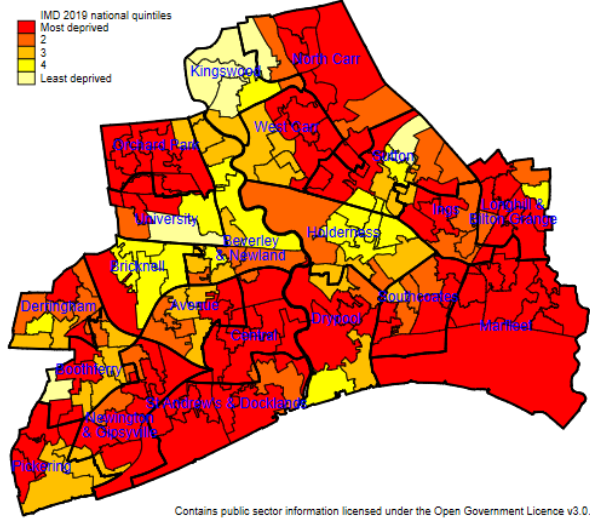 IMD 2019 national quintiles
Most deprived
2
3
4
Least deprived
Kingswood
North Carr
West Carr
Orchard Park
Sutton
University
Ings
Longhill &
Bilton Grange
Beverley
& Newland
Holderness
Bricknell
Derringham
Avenue
Southcoates
Central
Drypool
Marfleet
Boothferry
St Andrew's & Docklands
Newington
& Gipsyville
Pickering
Contains public sector information licensed under the Open Government Licence v3.0.